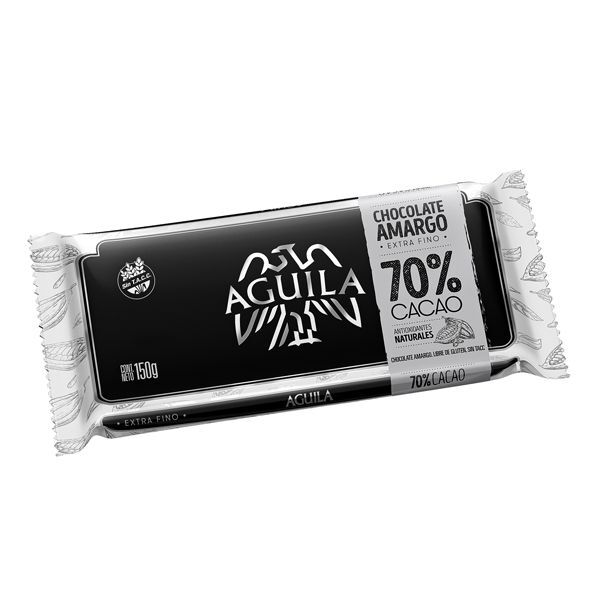 Sin T.A.C.C.
CONT.
NETO 150g
AGUILA
CHOCOLATE
AMARGO
• EXTRA FINO •
70%
CACAO
ANTIOXIDANTES
NATURALES
CHOCOLATE AMARGO, LIBRE DE GLUTEN, SIN TACC
• EXTRA FINO •
AGUILA
70% CACAO